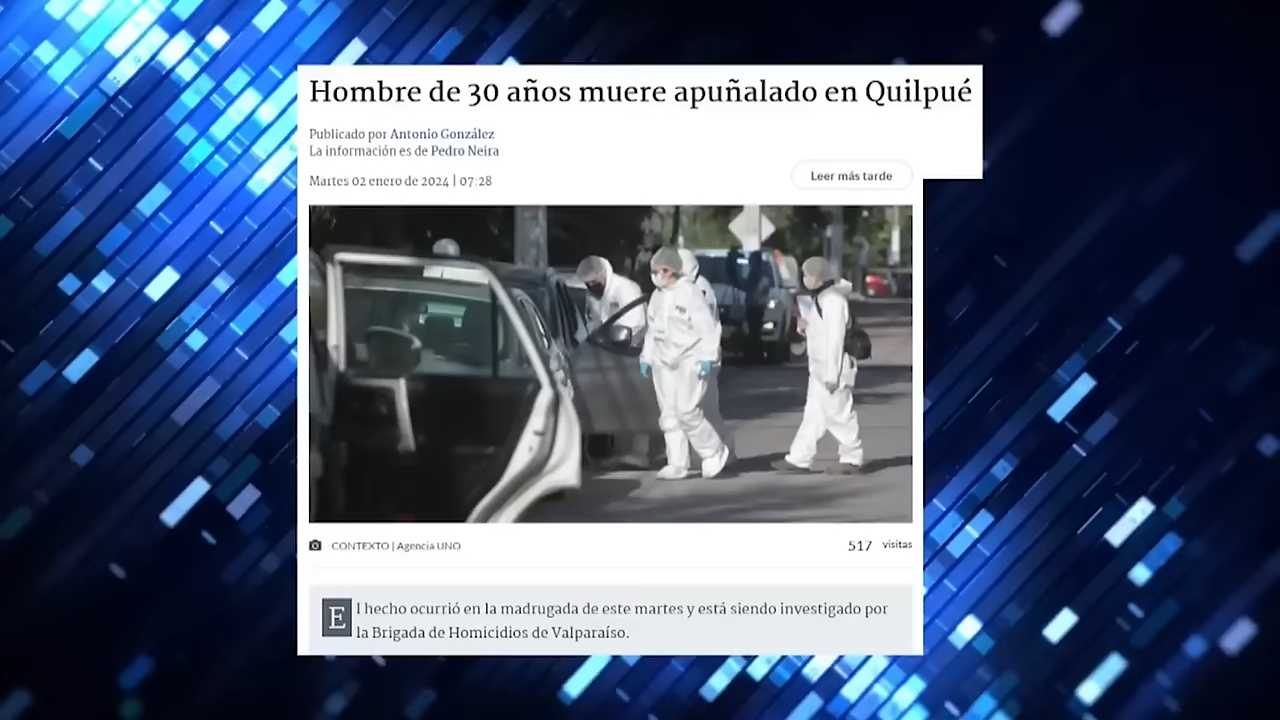 Hombre de 30 años muere apuñalado en Quilpué
Publicado por Antonio González
La información es de Pedro Neira
Martes 02 enero de 2024 | 07:28
Leer más tarde
CONTEXTO | Agencia UNO
517 visitas
El hecho ocurrió en la madrugada de este martes y está siendo investigado por
la Brigada de Homicidios de Valparaíso.